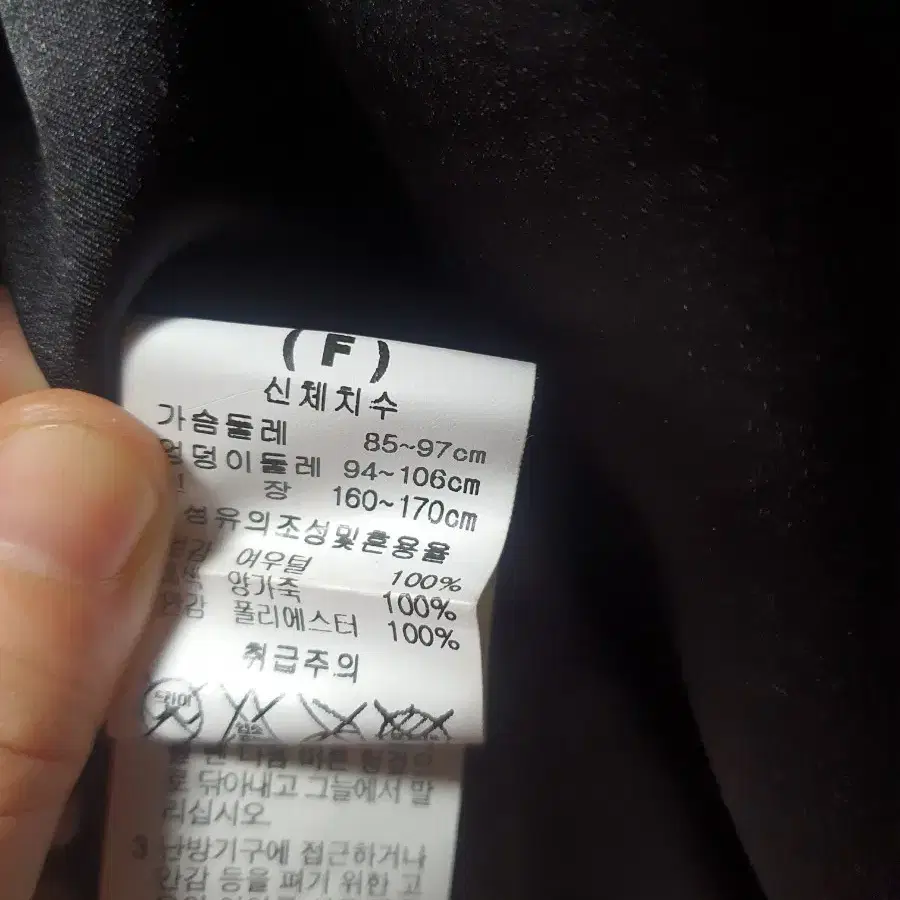 (F)
신체치수
가슴둘레 85~97cm
엉덩이둘레 94~106cm
장 160~170cm
섬유의조성및혼용율
겉감 여우털 100%
양가죽 100%
안감 폴리에스터 100%
취급주의
드라이
염소
로 닦아내고 그늘에서 말
리십시오.
3 난방기구에 접근하거나
안감 등을 펴기 위한 고